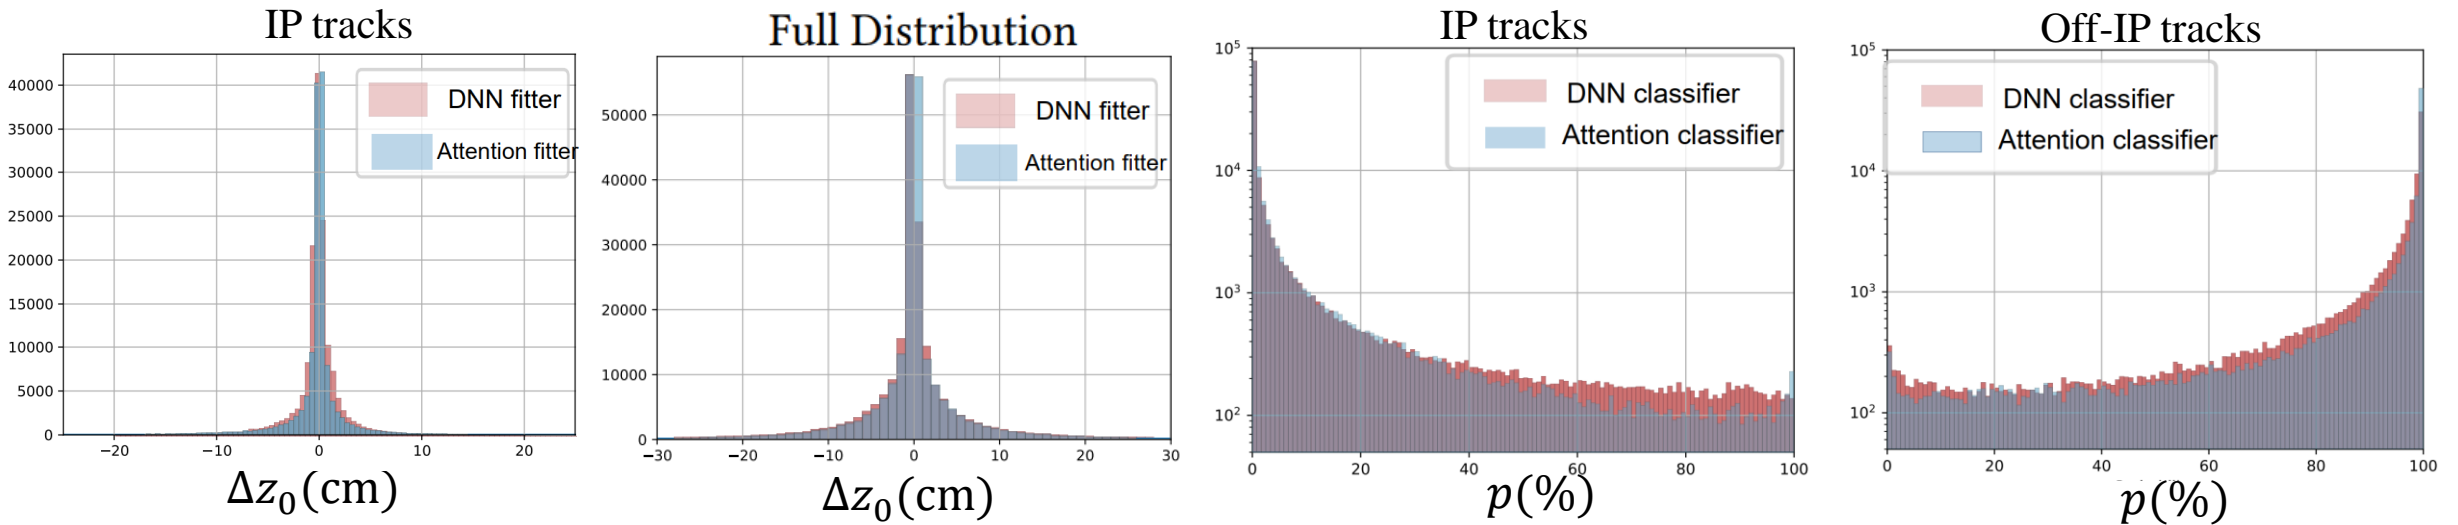 IP tracks
40000
35000
30000
25000
20000
15000
10000
5000
0
DNN fitter
Attention fitter
−20 −10 0 10 20
Δz₀(cm)
Full Distribution
50000
40000
30000
20000
10000
0
DNN fitter
Attention fitter
−30 −20 −10 0 10 20 30
Δz₀(cm)
IP tracks
10⁵
10⁴
10³
10²
DNN classifier
Attention classifier
0 20 40 60 80 100
p(%)
Off-IP tracks
10⁵
10⁴
10³
10²
DNN classifier
Attention classifier
0 20 40 60 80 100
p(%)